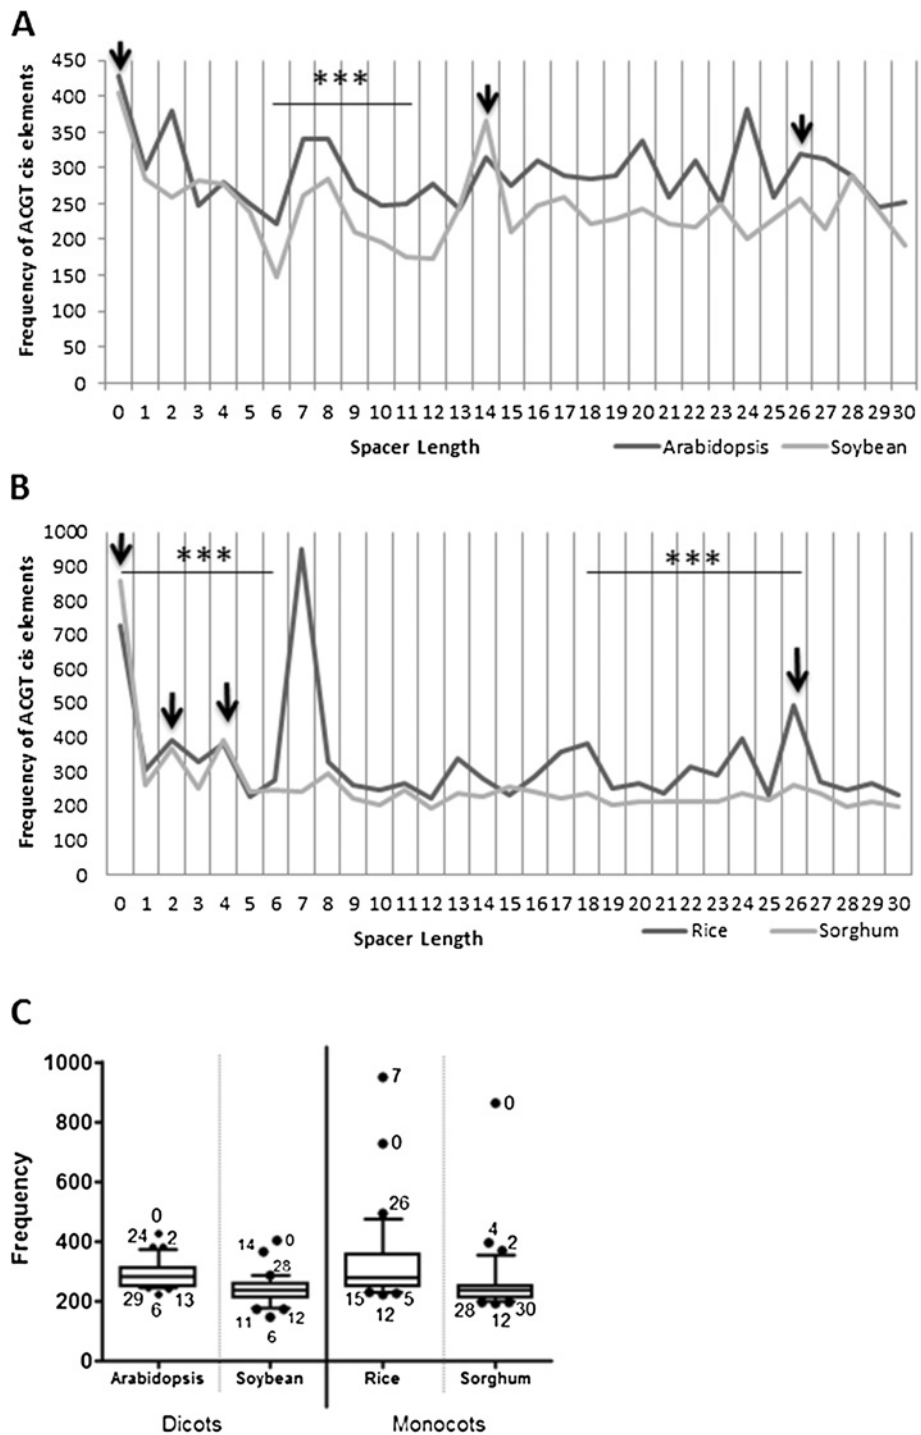 A
Frequency of ACGT cis elements
450
400
350
300
250
200
150
100
50
0
***
0 1 2 3 4 5 6 7 8 9 10 11 12 13 14 15 16 17 18 19 20 21 22 23 24 25 26 27 28 29 30
Spacer Length
Arabidopsis Soybean
B
Frequency of ACGT cis elements
1000
900
800
700
600
500
400
300
200
100
0
*** ***
0 1 2 3 4 5 6 7 8 9 10 11 12 13 14 15 16 17 18 19 20 21 22 23 24 25 26 27 28 29 30
Spacer Length
Rice Sorghum
C
Frequency
1000
800
600
400
200
0
0
24 2
29 6 13
14 0
28
11 6 12
7
0
26
15 12 5
0
4 2
28 12 30
Arabidopsis Soybean Rice Sorghum
Dicots Monocots